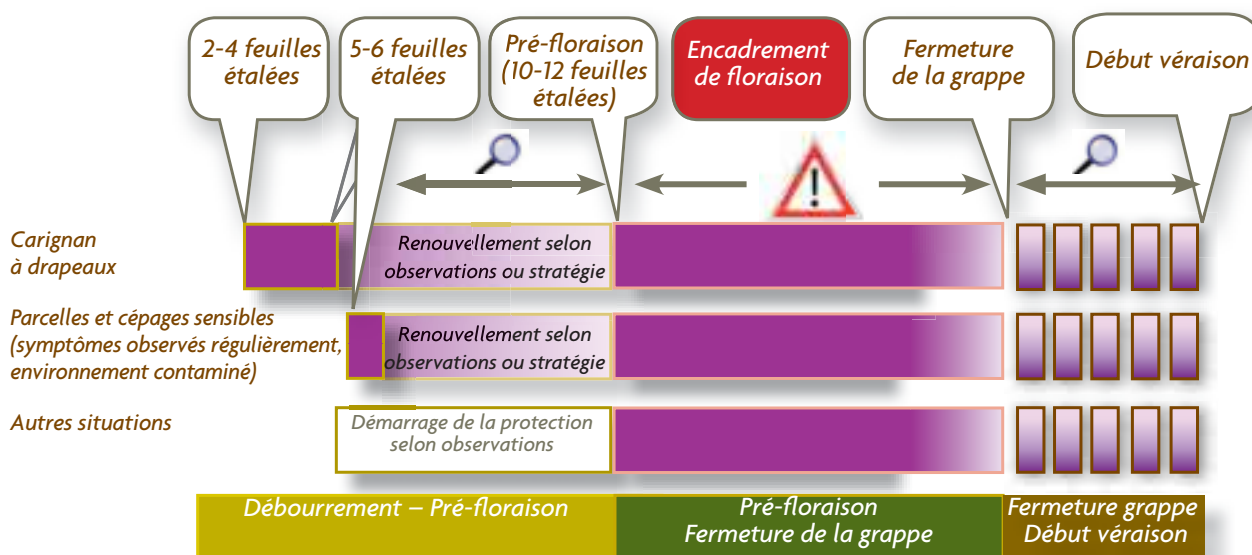 2-4 feuilles
étalées
5-6 feuilles
étalées
Pré-floraison
(10-12 feuilles
étalées)
Encadrement
de floraison
Fermeture
de la grappe
Début véraison
Carignan
à drapeaux
Renouvellement selon
observations ou stratégie
Parcelles et cépages sensibles
(symptômes observés régulièrement,
environnement contaminé)
Renouvellement selon
observations ou stratégie
Autres situations
Démarrage de la protection
selon observations
Débourrement – Pré-floraison
Pré-floraison
Fermeture de la grappe
Fermeture grappe
Début véraison